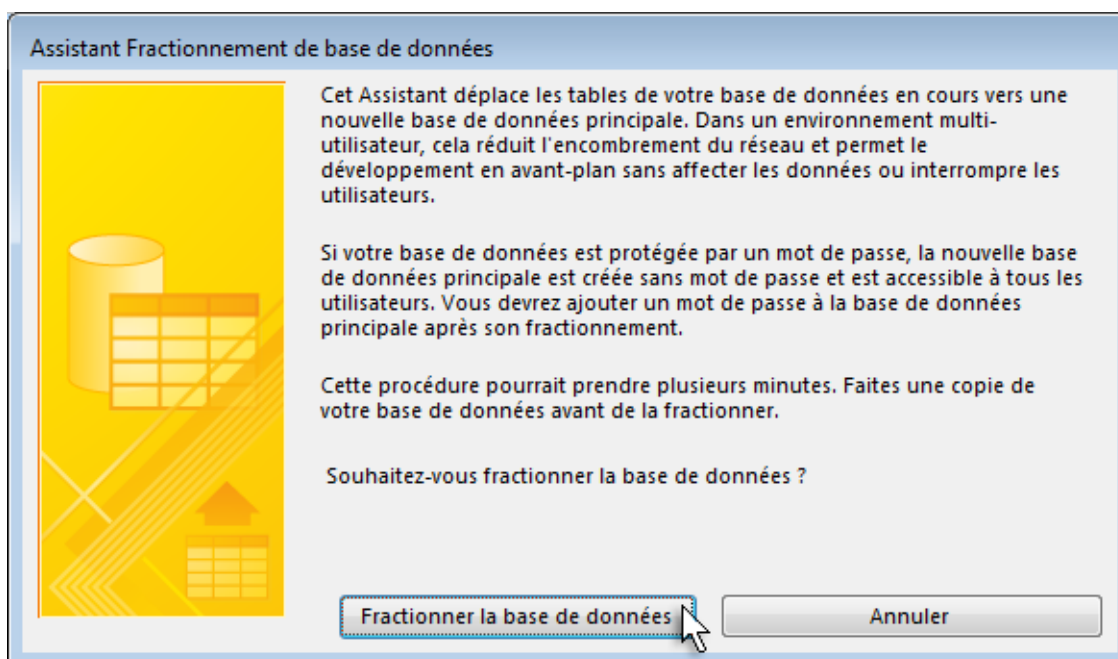 Assistant Fractionnement de base de données
Cet Assistant déplace les tables de votre base de données en cours vers une
nouvelle base de données principale. Dans un environnement multi-
utilisateur, cela réduit l'encombrement du réseau et permet le
développement en avant-plan sans affecter les données ou interrompre les
utilisateurs.
Si votre base de données est protégée par un mot de passe, la nouvelle base
de données principale est créée sans mot de passe et est accessible à tous les
utilisateurs. Vous devrez ajouter un mot de passe à la base de données
principale après son fractionnement.
Cette procédure pourrait prendre plusieurs minutes. Faites une copie de
votre base de données avant de la fractionner.
Souhaitez-vous fractionner la base de données ?
Fractionner la base de données
Annuler